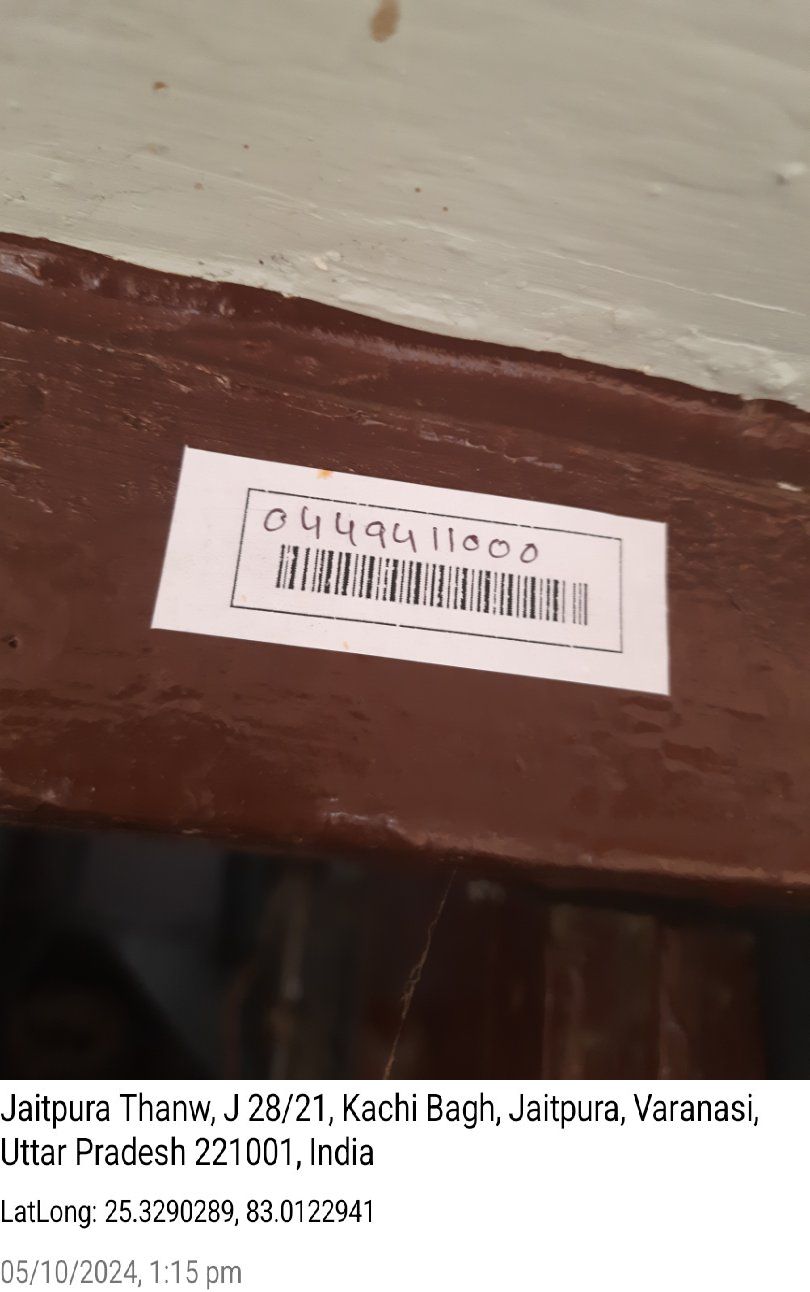 0449411000
Jaitpura Thanw, J 28/21, Kachi Bagh, Jaitpura, Varanasi,
Uttar Pradesh 221001, India
LatLong: 25.3290289, 83.0122941
05/10/2024, 1:15 pm